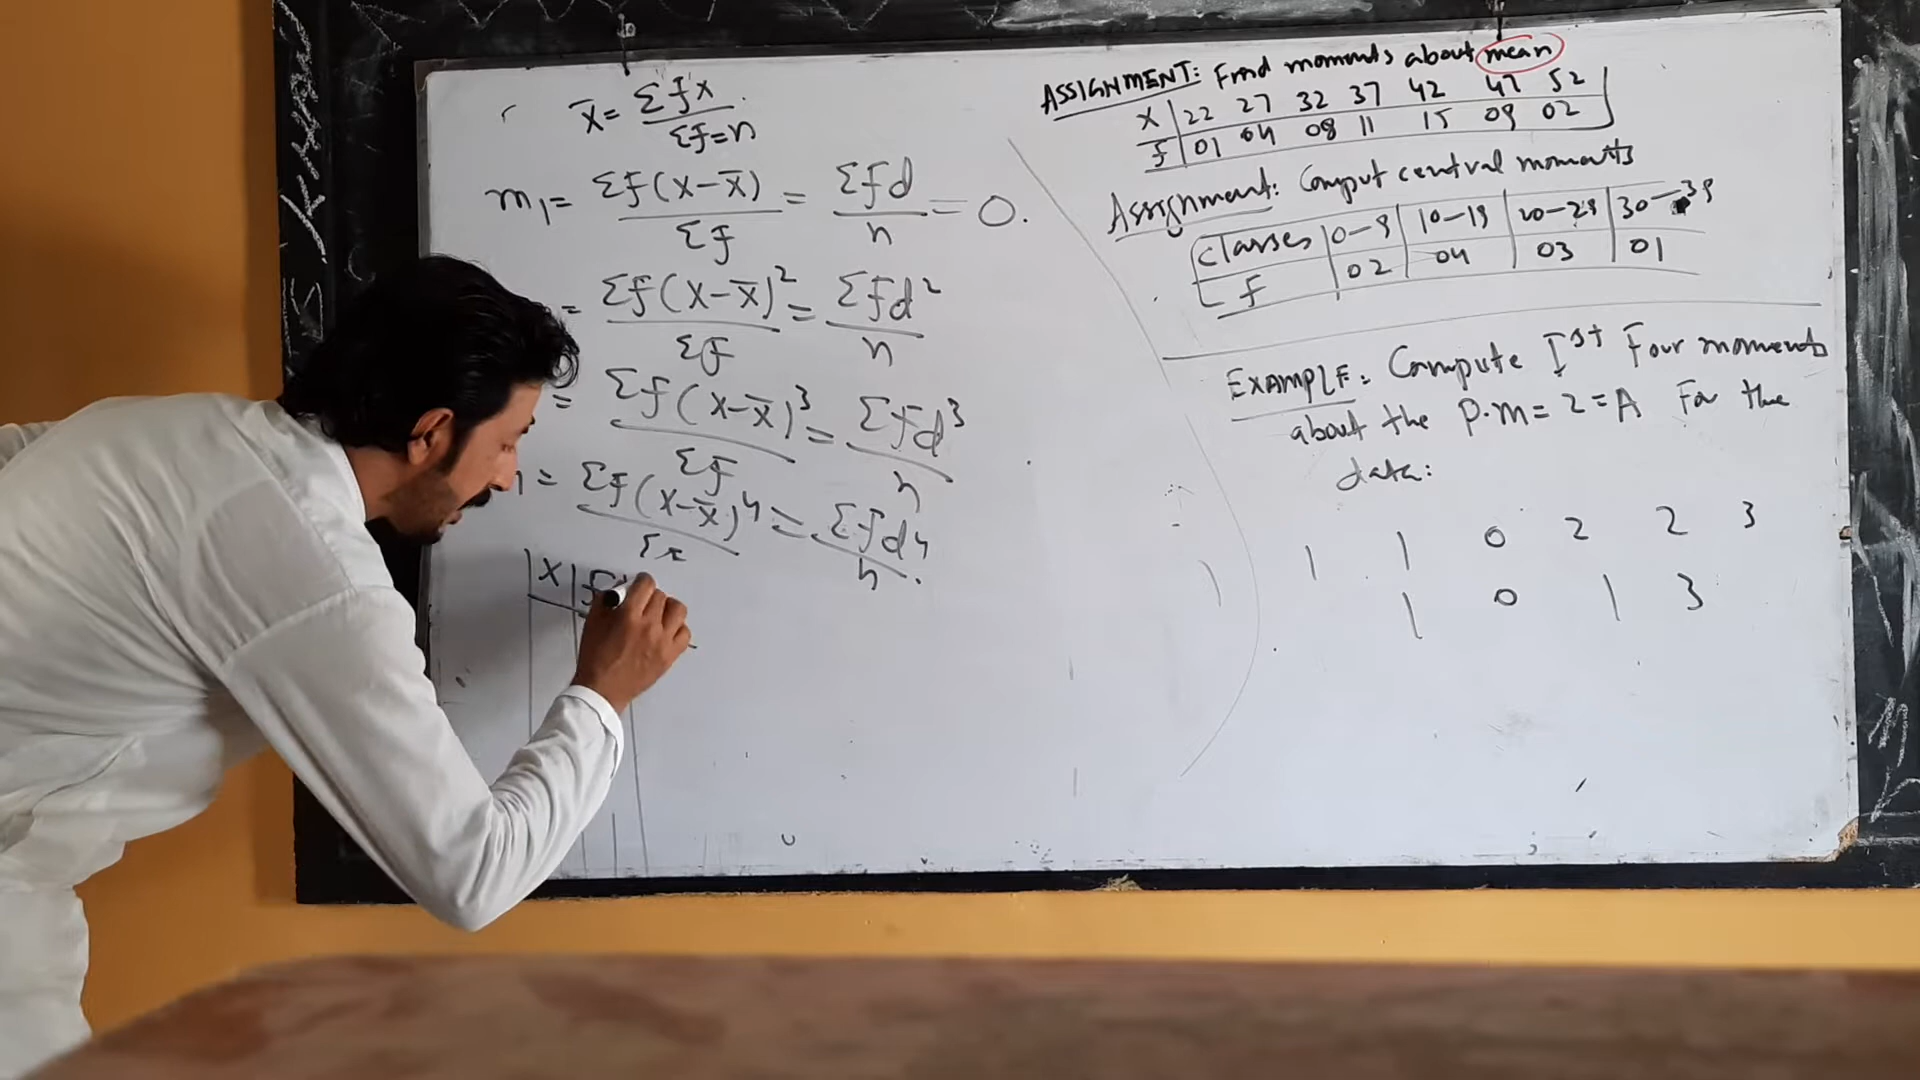 x̄ = Σfx / Σf=n
m₁ = Σf(x-x̄) / Σf = Σfd / n = 0.
= Σf(x-x̄)² / Σf = Σfd² / n
= Σf(x-x̄)³ / Σf = Σfd³ / n
= Σf(x-x̄)⁴ / Σf = Σfd⁴ / n.
X | f
ASSIGNMENT: Find moments about mean
X | 22 27 32 37 42 47 52
f | 01 04 08 11 15 09 02
Assignment: Comput central moments
Classes | 0-9 | 10-19 | 20-29 | 30-39
F | 02 | 04 | 03 | 01
EXAMPLE: Compute Ist Four moments
about the P.M = 2 = A For the
data:
1 1 0 2 2 3
1 0 1 3